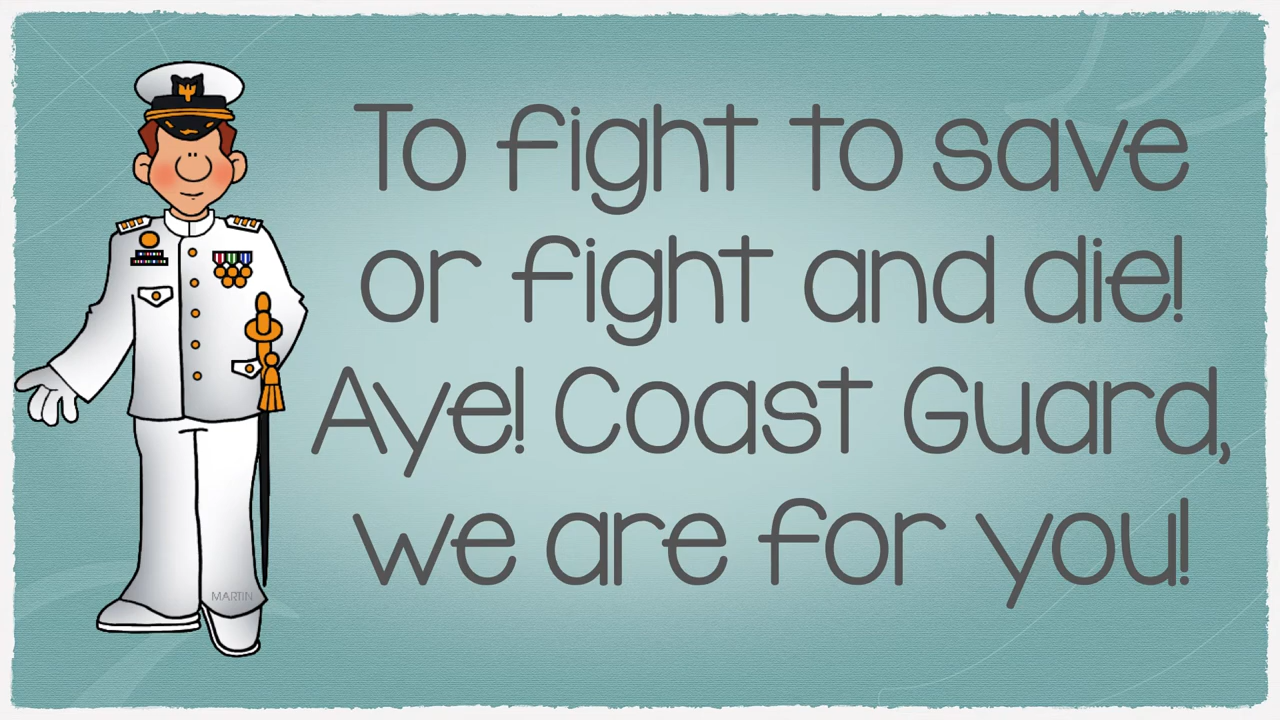 To fight to save
or fight and die!
Aye! Coast Guard,
we are for you!
MARTIN